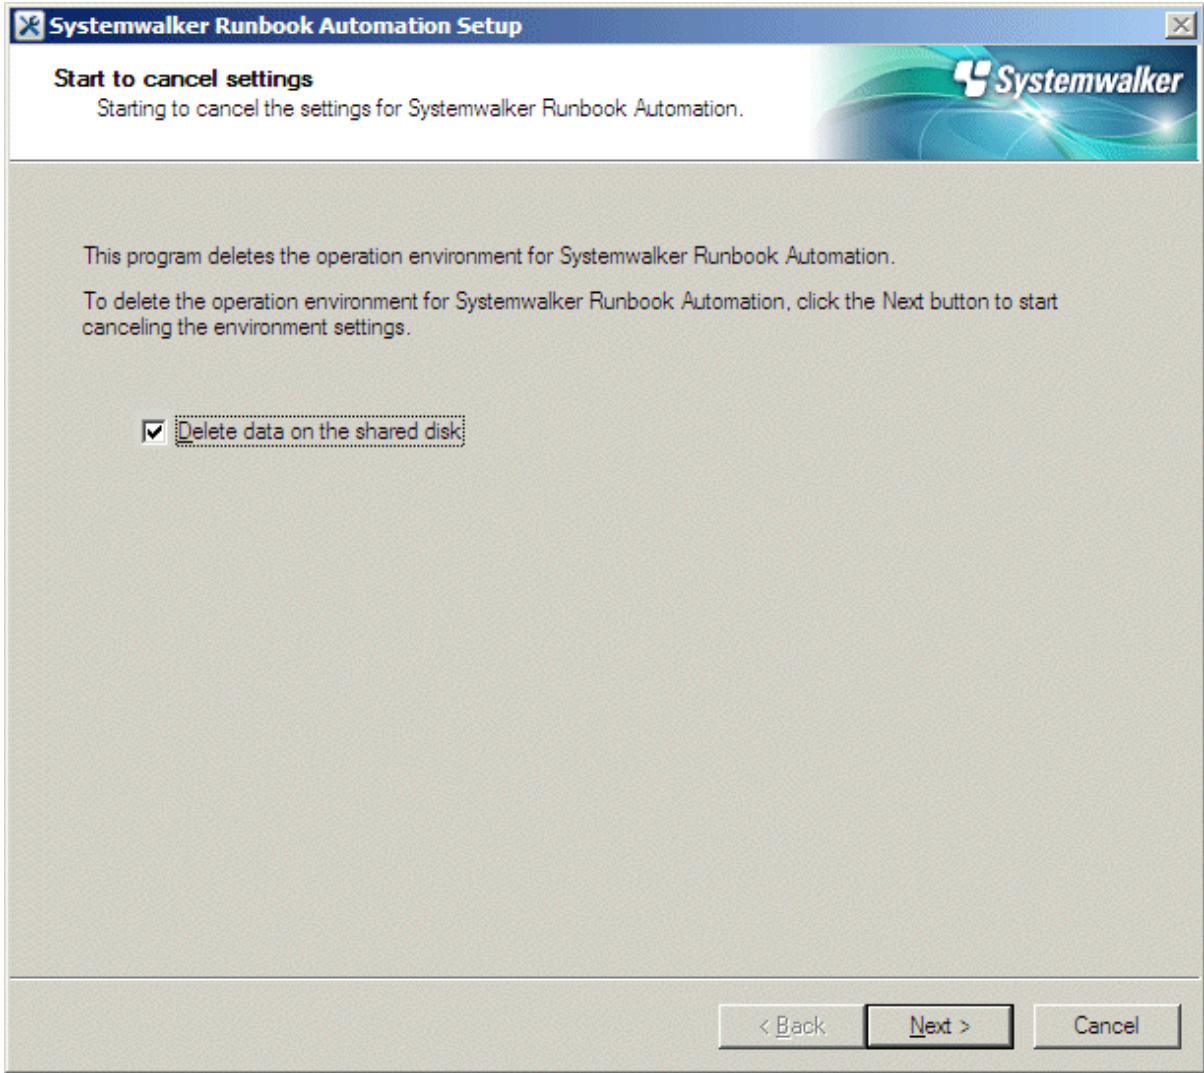 Systemwalker Runbook Automation Setup
Start to cancel settings
Starting to cancel the settings for Systemwalker Runbook Automation.
Systemwalker
This program deletes the operation environment for Systemwalker Runbook Automation.
To delete the operation environment for Systemwalker Runbook Automation, click the Next button to start
canceling the environment settings.
Delete data on the shared disk
< Back
Next >
Cancel